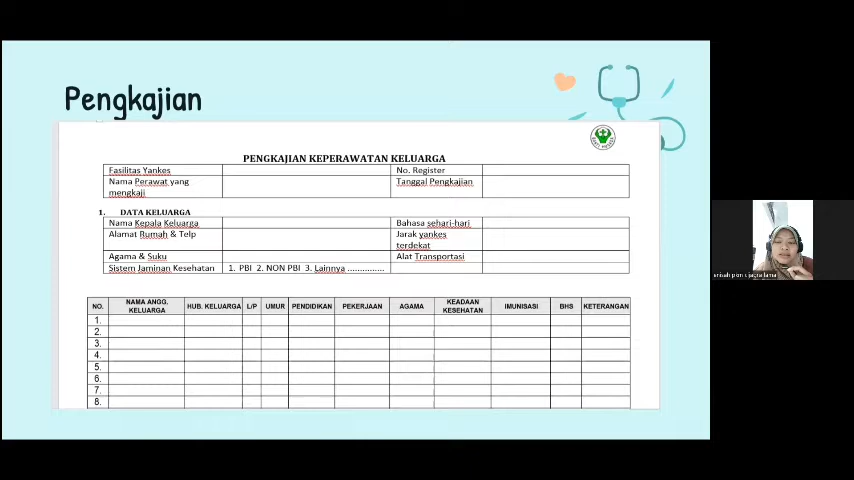 Pengkajian
PENGKAJIAN KEPERAWATAN KELUARGA
Fasilitas Yankes No. Register
Nama Perawat yang mengkaji Tanggal Pengkajian
1. DATA KELUARGA
Nama Kepala Keluarga Bahasa sehari-hari
Alamat Rumah & Telp Jarak yankes terdekat
Agama & Suku Alat Transportasi
Sistem Jaminan Kesehatan 1. PBI 2. NON PBI 3. Lainnya ...............
NO. NAMA ANGG. KELUARGA HUB. KELUARGA L/P UMUR PENDIDIKAN PEKERJAAN AGAMA KEADAAN KESEHATAN IMUNISASI BHS KETERANGAN
1.
2.
3.
4.
5.
6.
7.
8.